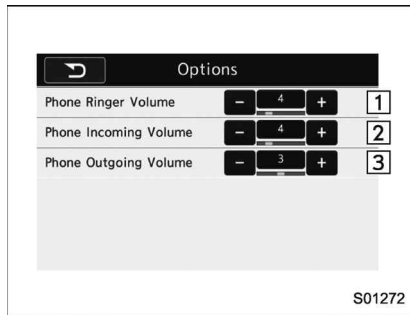 Options
Phone Ringer Volume - 4 + 1
Phone Incoming Volume - 4 + 2
Phone Outgoing Volume - 3 + 3
S01272